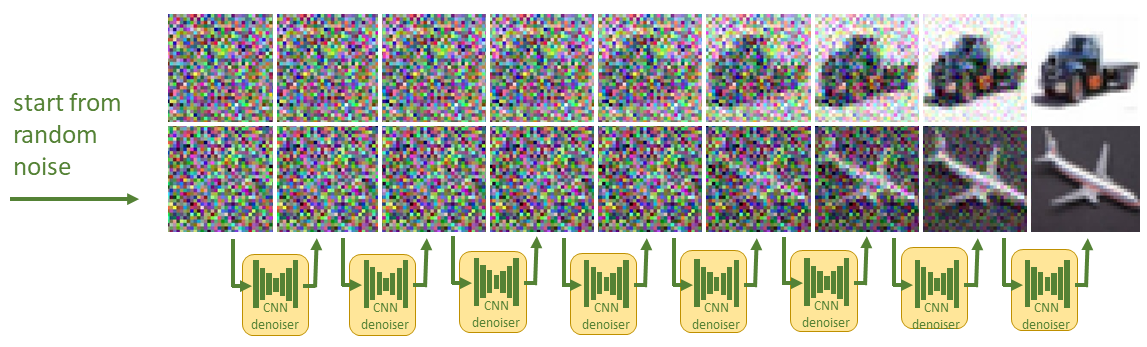 start from
random
noise
CNN
denoiser
CNN
denoiser
CNN
denoiser
CNN
denoiser
CNN
denoiser
CNN
denoiser
CNN
denoiser
CNN
denoiser